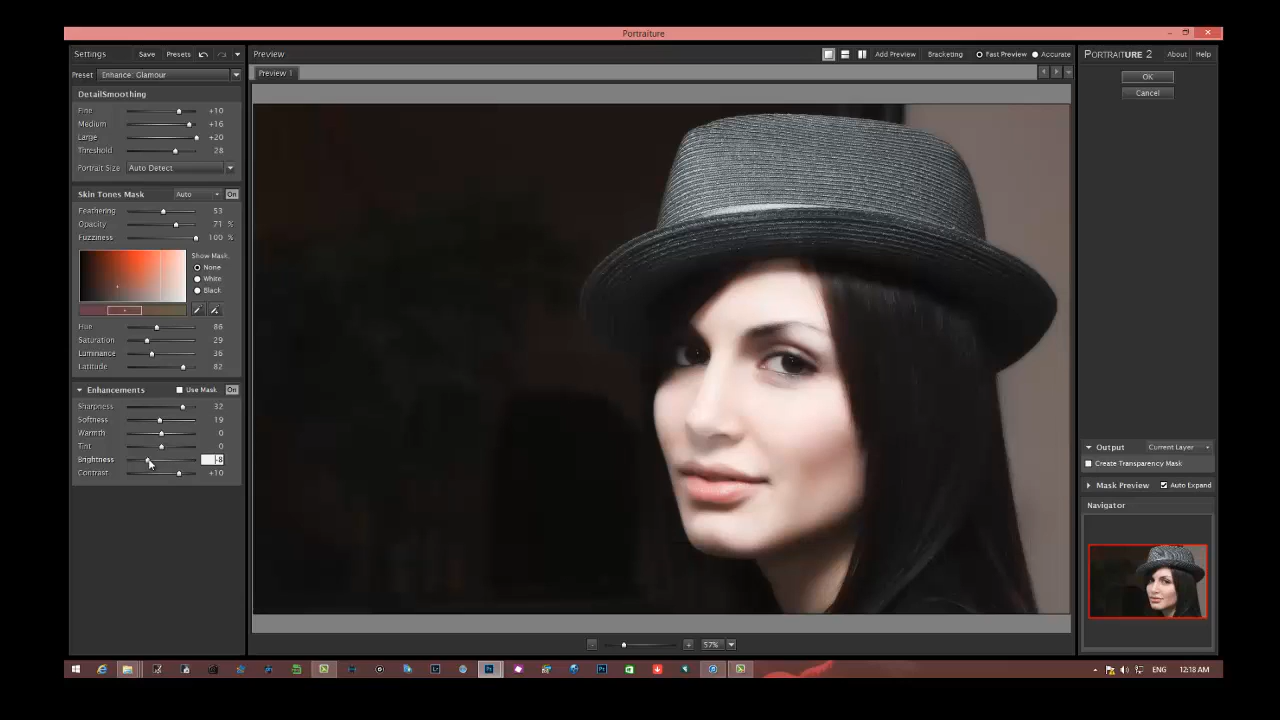 Portraiture
Settings Save Presets
Preset Enhance: Glamour
DetailSmoothing
Fine +10
Medium +16
Large +20
Threshold 28
Portrait Size Auto Detect
Skin Tones Mask Auto On
Feathering 53
Opacity 71 %
Fuzziness 100 %
Show Mask
None
White
Black
Hue 86
Saturation 29
Luminance 36
Latitude 82
Enhancements Use Mask On
Sharpness 32
Softness 19
Warmth 0
Tint 0
Brightness -8
Contrast +10
Preview Add Preview Bracketing Fast Preview Accurate
Preview 1
57%
PORTRAITURE 2 About Help
OK
Cancel
Output Current Layer
Create Transparency Mask
Mask Preview Auto Expand
Navigator
ENG 12:18 AM